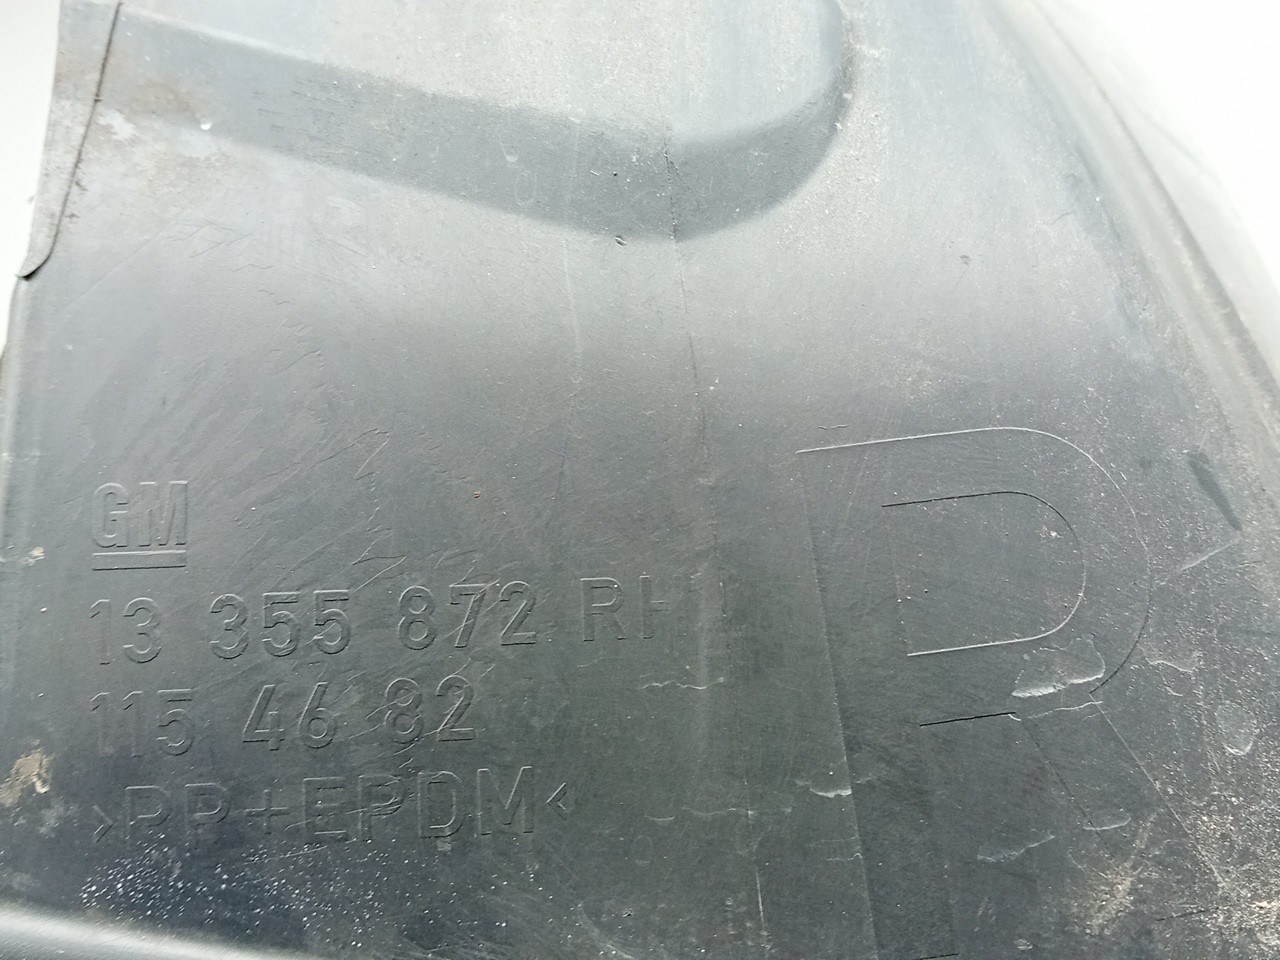 GM
13 355 872 RH
115 46 82
>PP+EPDM<
R